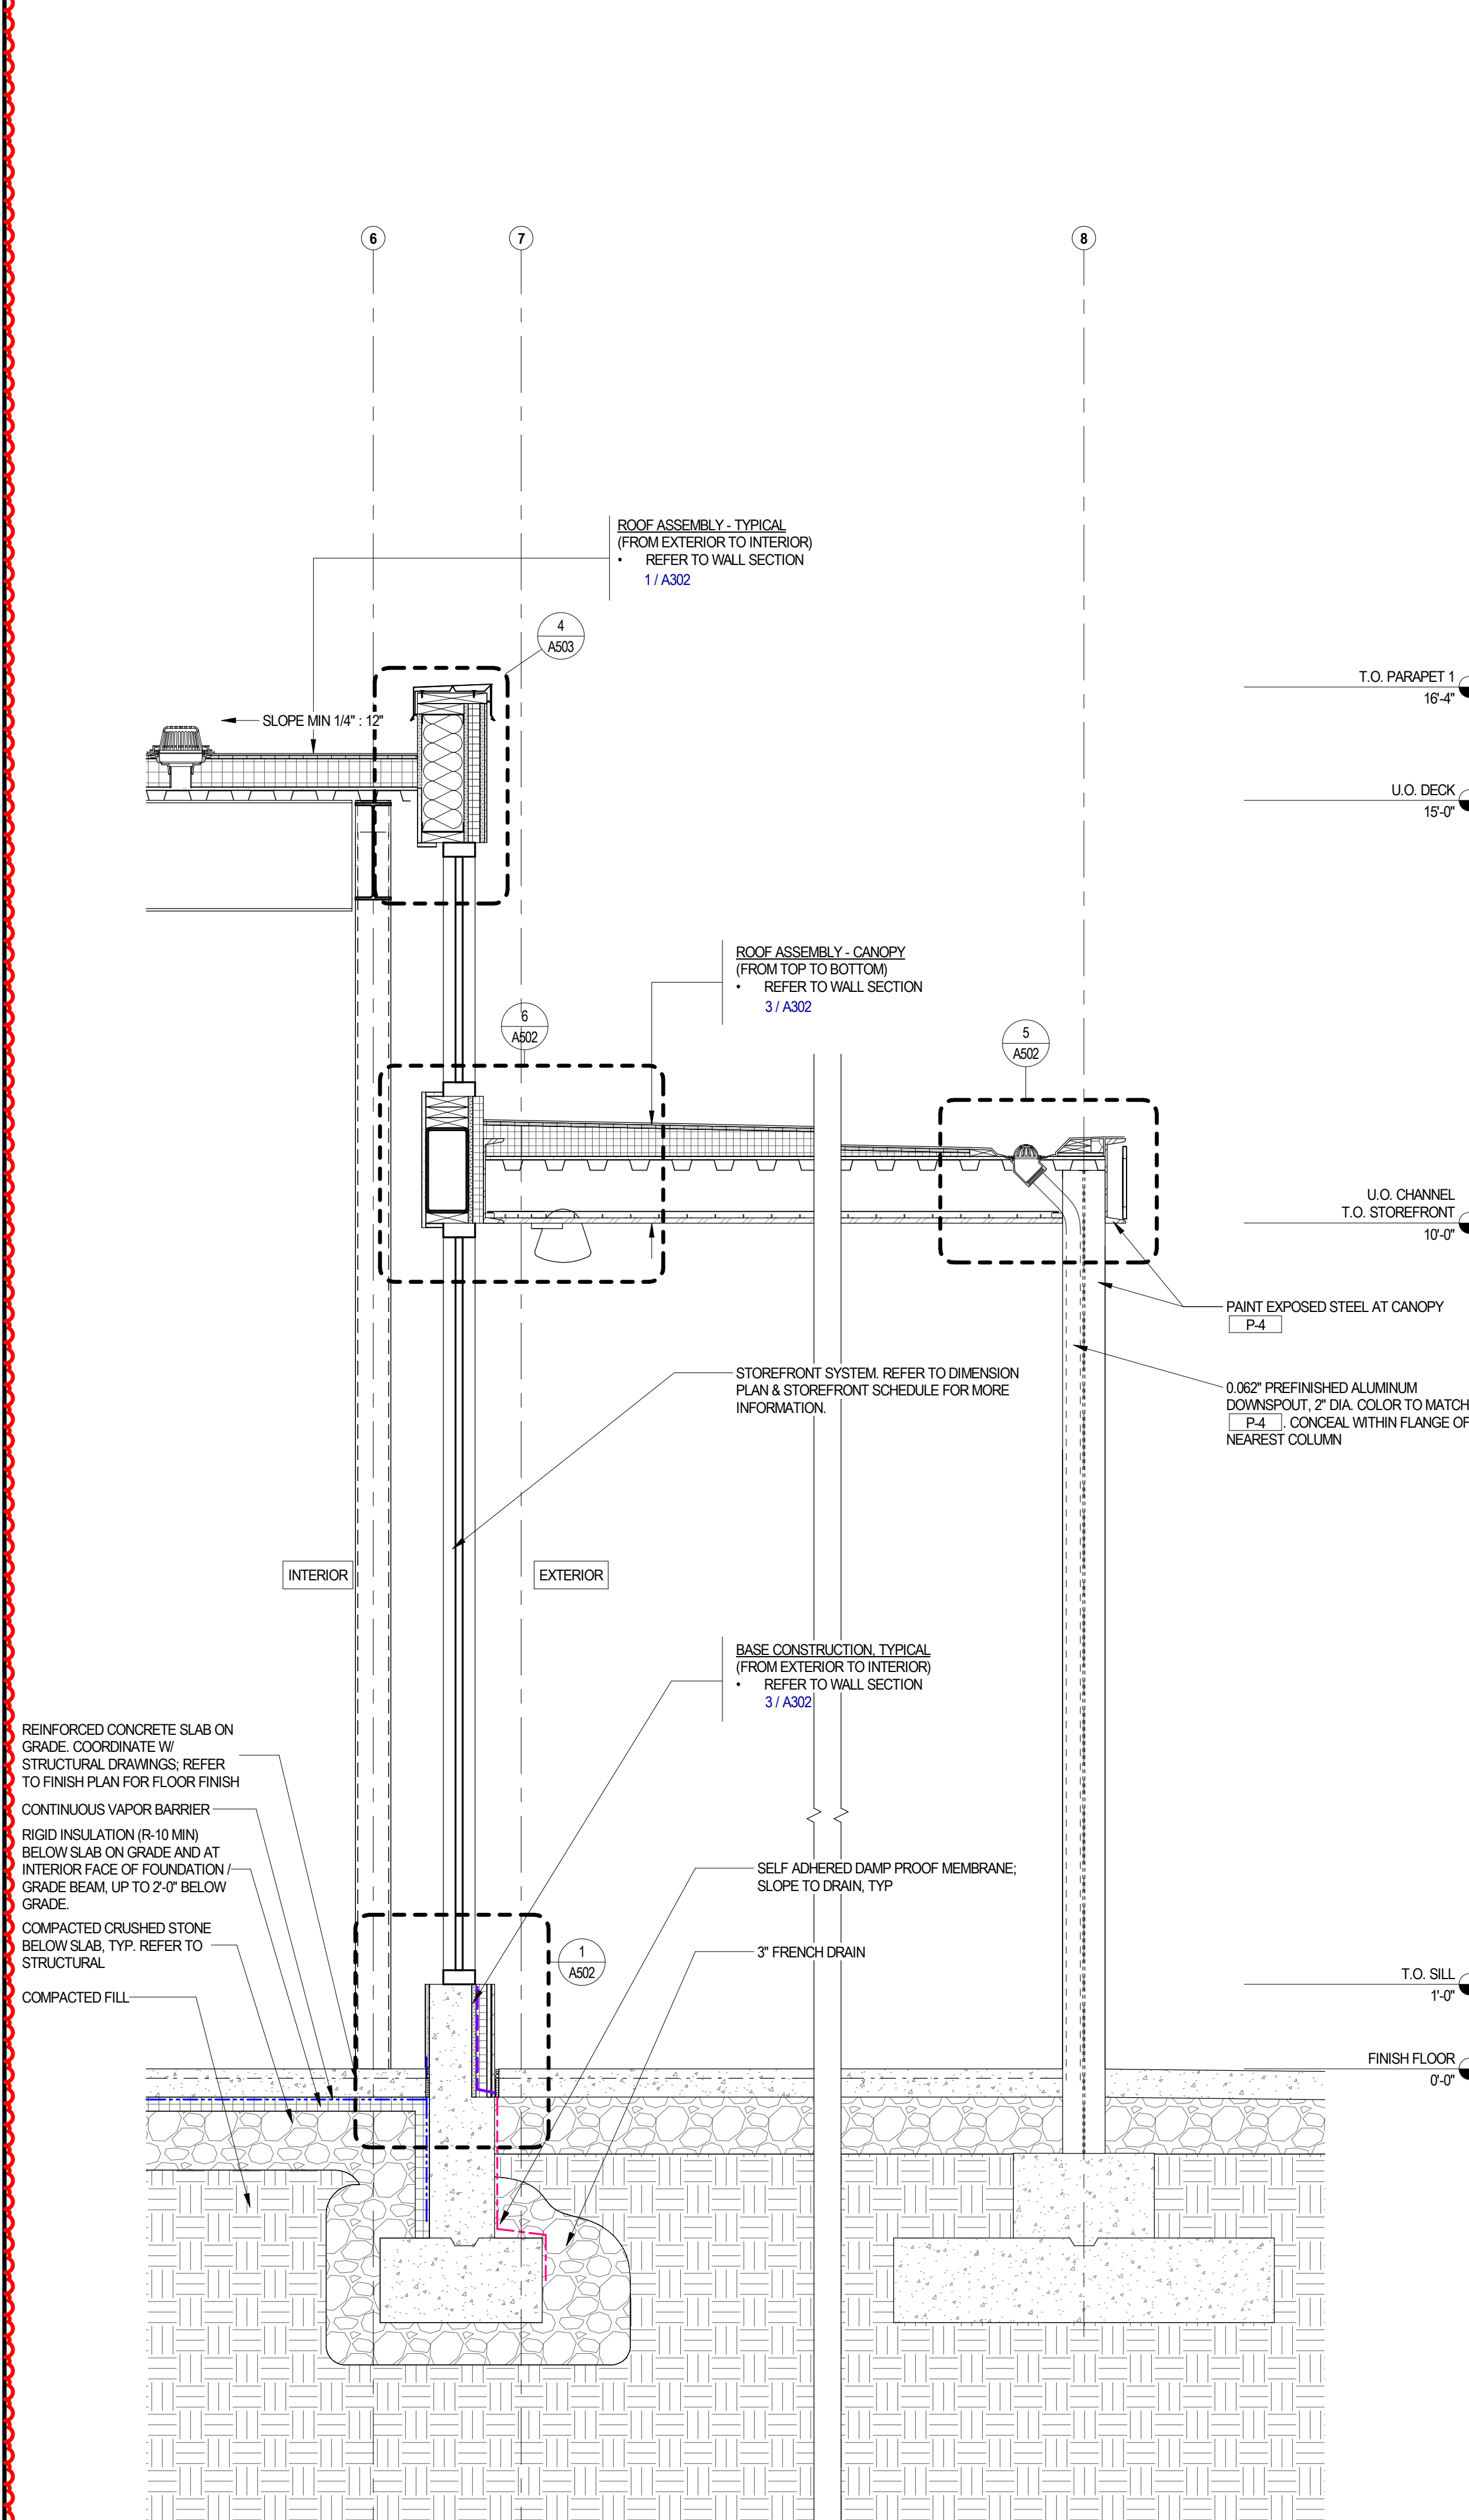 6
7
8
ROOF ASSEMBLY - TYPICAL
(FROM EXTERIOR TO INTERIOR)
• REFER TO WALL SECTION
1 / A302
4
A503
T.O. PARAPET 1
16'-4"
SLOPE MIN 1/4" : 12"
U.O. DECK
15'-0"
ROOF ASSEMBLY - CANOPY
(FROM TOP TO BOTTOM)
• REFER TO WALL SECTION
3 / A302
6
A502
5
A502
U.O. CHANNEL
T.O. STOREFRONT
10'-0"
PAINT EXPOSED STEEL AT CANOPY
P-4
STOREFRONT SYSTEM. REFER TO DIMENSION
PLAN & STOREFRONT SCHEDULE FOR MORE
INFORMATION.
0.062" PREFINISHED ALUMINUM
DOWNSPOUT, 2" DIA. COLOR TO MATCH
P-4 . CONCEAL WITHIN FLANGE OF
NEAREST COLUMN
INTERIOR
EXTERIOR
BASE CONSTRUCTION, TYPICAL
(FROM EXTERIOR TO INTERIOR)
• REFER TO WALL SECTION
3 / A302
REINFORCED CONCRETE SLAB ON
GRADE. COORDINATE W/
STRUCTURAL DRAWINGS; REFER
TO FINISH PLAN FOR FLOOR FINISH
CONTINUOUS VAPOR BARRIER
RIGID INSULATION (R-10 MIN)
BELOW SLAB ON GRADE AND AT
INTERIOR FACE OF FOUNDATION /
GRADE BEAM, UP TO 2'-0" BELOW
GRADE.
COMPACTED CRUSHED STONE
BELOW SLAB, TYP. REFER TO
STRUCTURAL
COMPACTED FILL
SELF ADHERED DAMP PROOF MEMBRANE;
SLOPE TO DRAIN, TYP
3" FRENCH DRAIN
1
A502
T.O. SILL
1'-0"
FINISH FLOOR
0'-0"